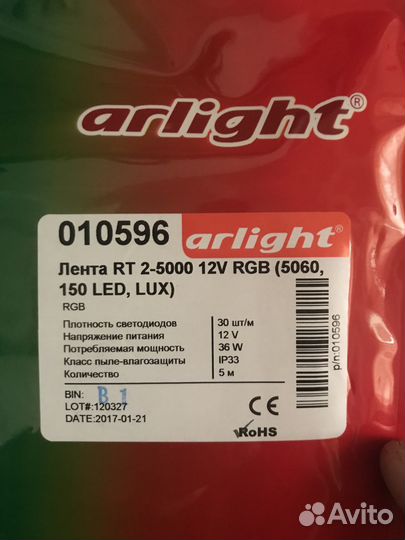 arlight®
010596 arlight®
Лента RT 2-5000 12V RGB (5060,
150 LED, LUX)
RGB
Плотность светодиодов 30 шт/м
Напряжение питания 12 V
Потребляемая мощность 36 W
Класс пыле-влагозащиты IP33
Количество 5 м
BIN: B 1
LOT#:120327
DATE:2017-01-21
CE
RoHS
p/n:010596
Avito